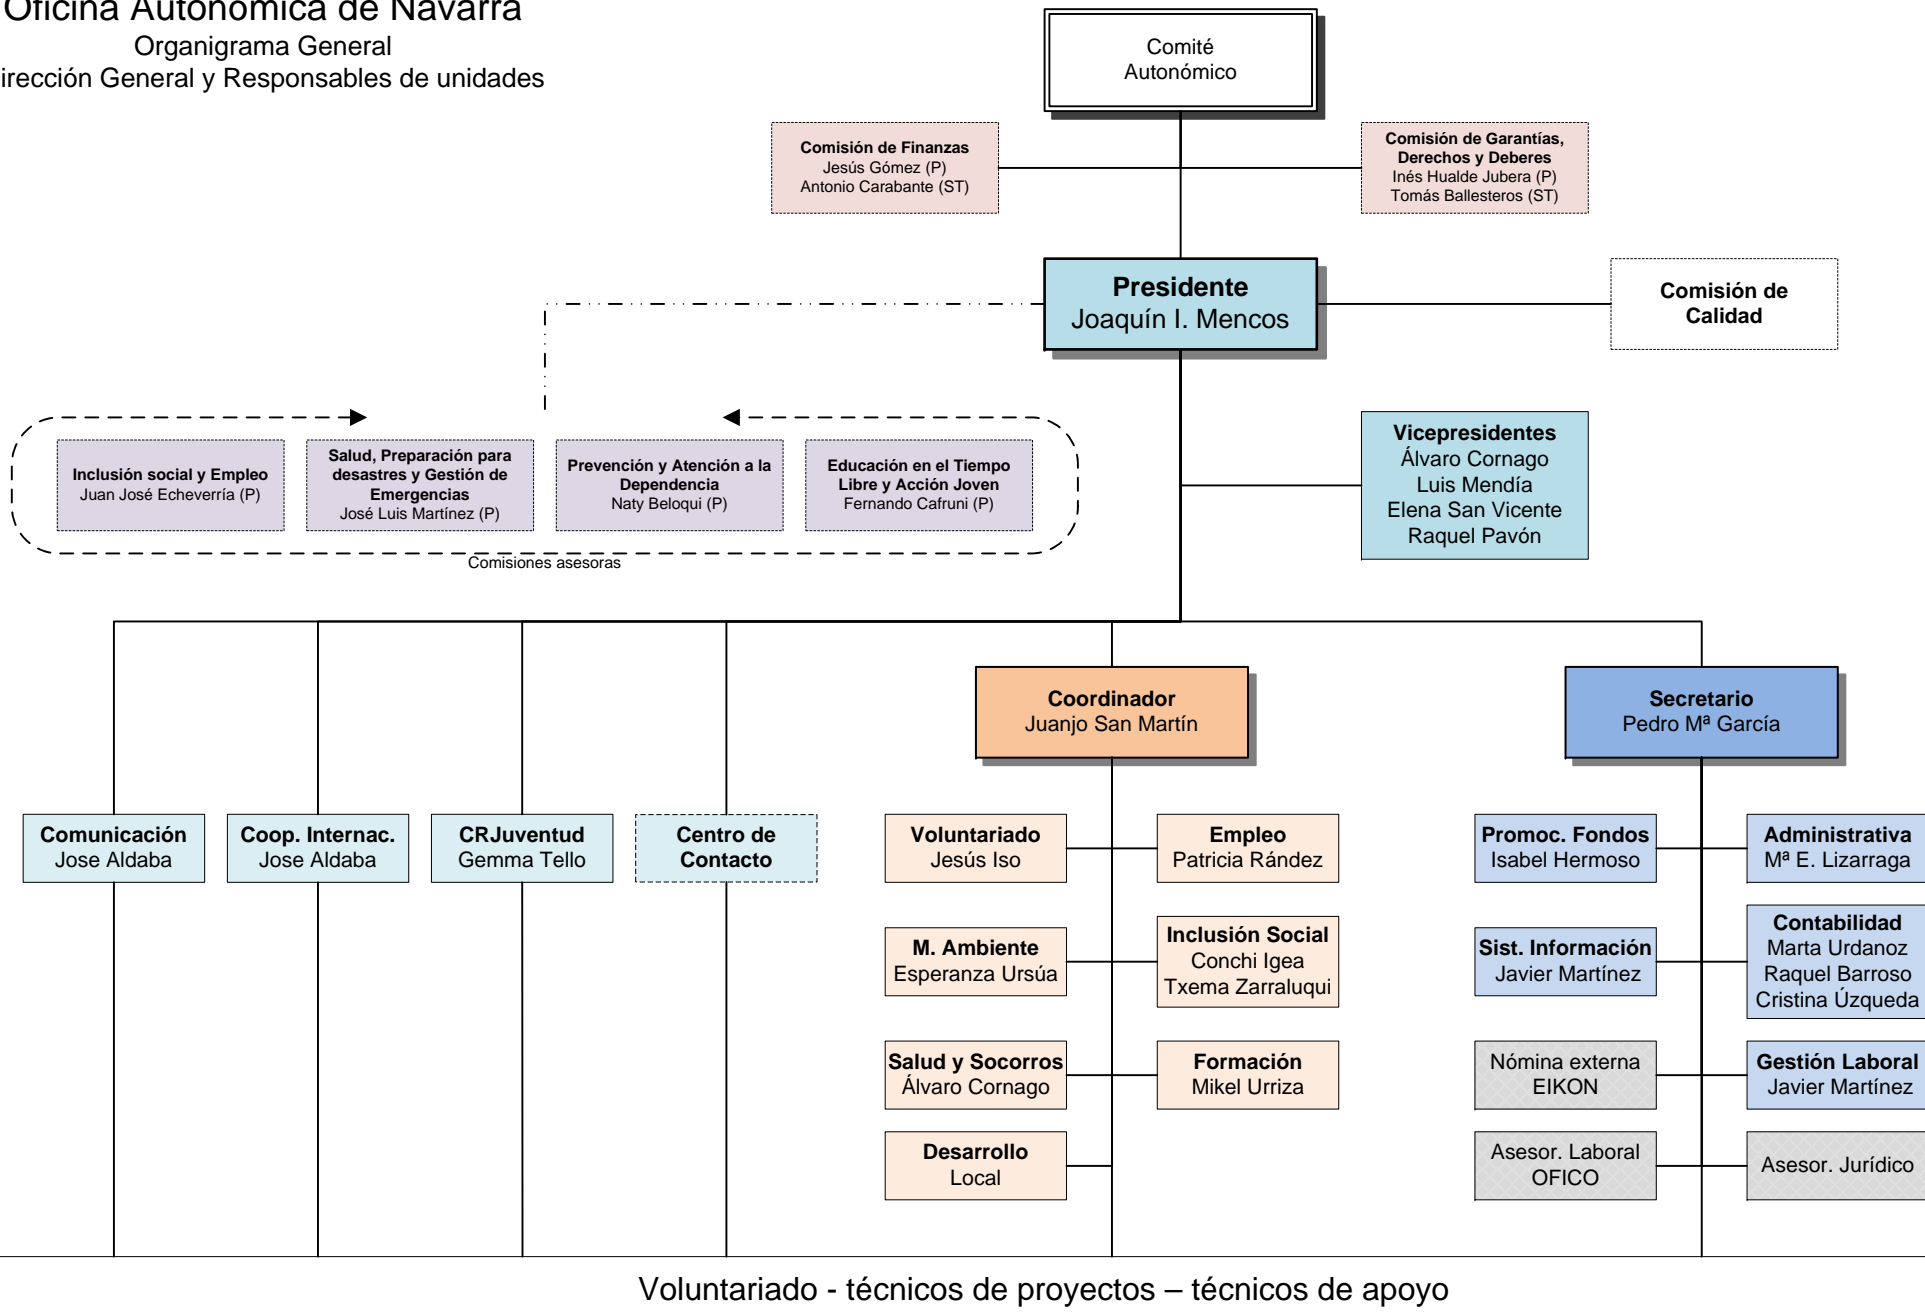 Oficina Autonómica de Navarra
Organigrama General
irección General y Responsables de unidades
Comité
Autonómico
Comisión de Finanzas
Jesús Gómez (P)
Antonio Carabante (ST)
Comisión de Garantías,
Derechos y Deberes
Inés Hualde Jubera (P)
Tomás Ballesteros (ST)
Presidente
Joaquín I. Mencos
Comisión de
Calidad
Vicepresidentes
Álvaro Cornago
Luis Mendía
Elena San Vicente
Raquel Pavón
Inclusión social y Empleo
Juan José Echeverría (P)
Salud, Preparación para
desastres y Gestión de
Emergencias
José Luis Martínez (P)
Prevención y Atención a la
Dependencia
Naty Beloqui (P)
Educación en el Tiempo
Libre y Acción Joven
Fernando Cafruni (P)
Comisiones asesoras
Coordinador
Juanjo San Martín
Secretario
Pedro Mª García
Comunicación
Jose Aldaba
Coop. Internac.
Jose Aldaba
CRJuventud
Gemma Tello
Centro de
Contacto
Voluntariado
Jesús Iso
Empleo
Patricia Rández
M. Ambiente
Esperanza Ursúa
Inclusión Social
Conchi Igea
Txema Zarraluqui
Salud y Socorros
Álvaro Cornago
Formación
Mikel Urriza
Desarrollo
Local
Promoc. Fondos
Isabel Hermoso
Administrativa
Mª E. Lizarraga
Sist. Información
Javier Martínez
Contabilidad
Marta Urdanoz
Raquel Barroso
Cristina Úzqueda
Nómina externa
EIKON
Gestión Laboral
Javier Martínez
Asesor. Laboral
OFICO
Asesor. Jurídico
Voluntariado - técnicos de proyectos – técnicos de apoyo